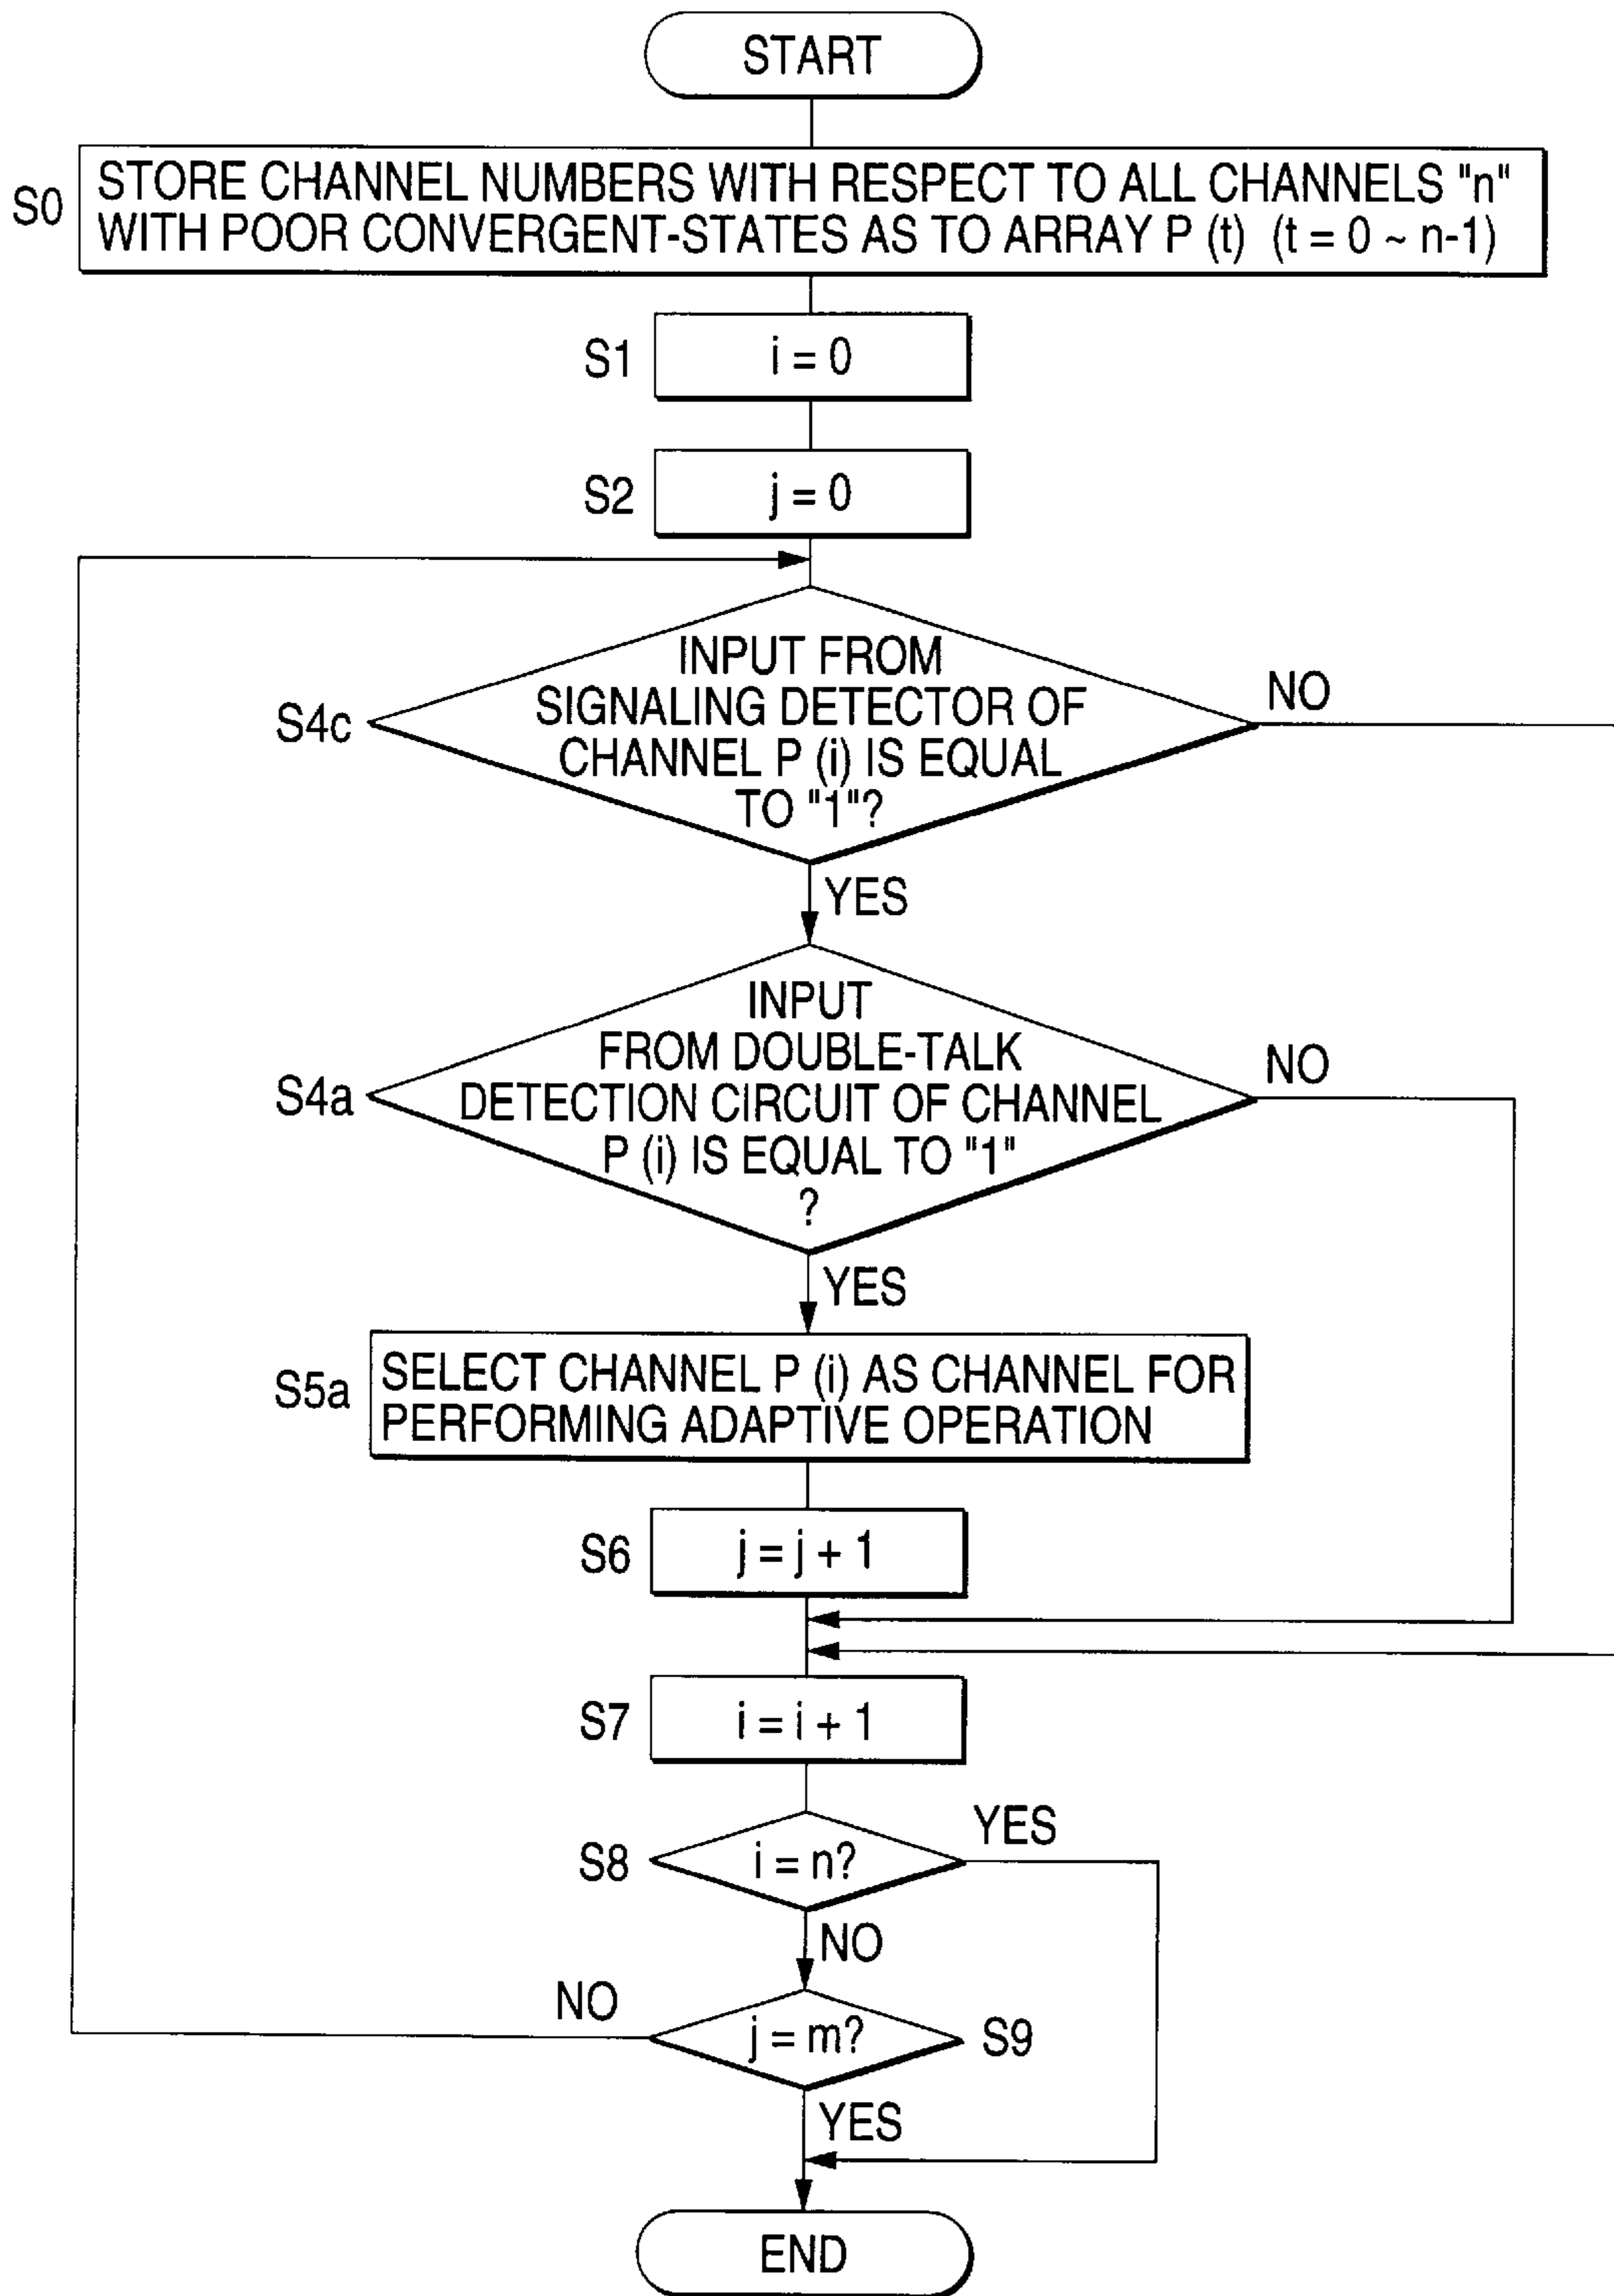 START
S0
STORE CHANNEL NUMBERS WITH RESPECT TO ALL CHANNELS "n"
WITH POOR CONVERGENT-STATES AS TO ARRAY P (t) (t = 0 ~ n-1)
S1
i = 0
S2
j = 0
S4c
INPUT FROM
SIGNALING DETECTOR OF
CHANNEL P (i) IS EQUAL
TO "1"?
NO
YES
S4a
INPUT
FROM DOUBLE-TALK
DETECTION CIRCUIT OF CHANNEL
P (i) IS EQUAL TO "1"
?
NO
YES
S5a
SELECT CHANNEL P (i) AS CHANNEL FOR
PERFORMING ADAPTIVE OPERATION
S6
j = j + 1
S7
i = i + 1
S8
i = n?
YES
NO
NO
j = m?
S9
YES
END